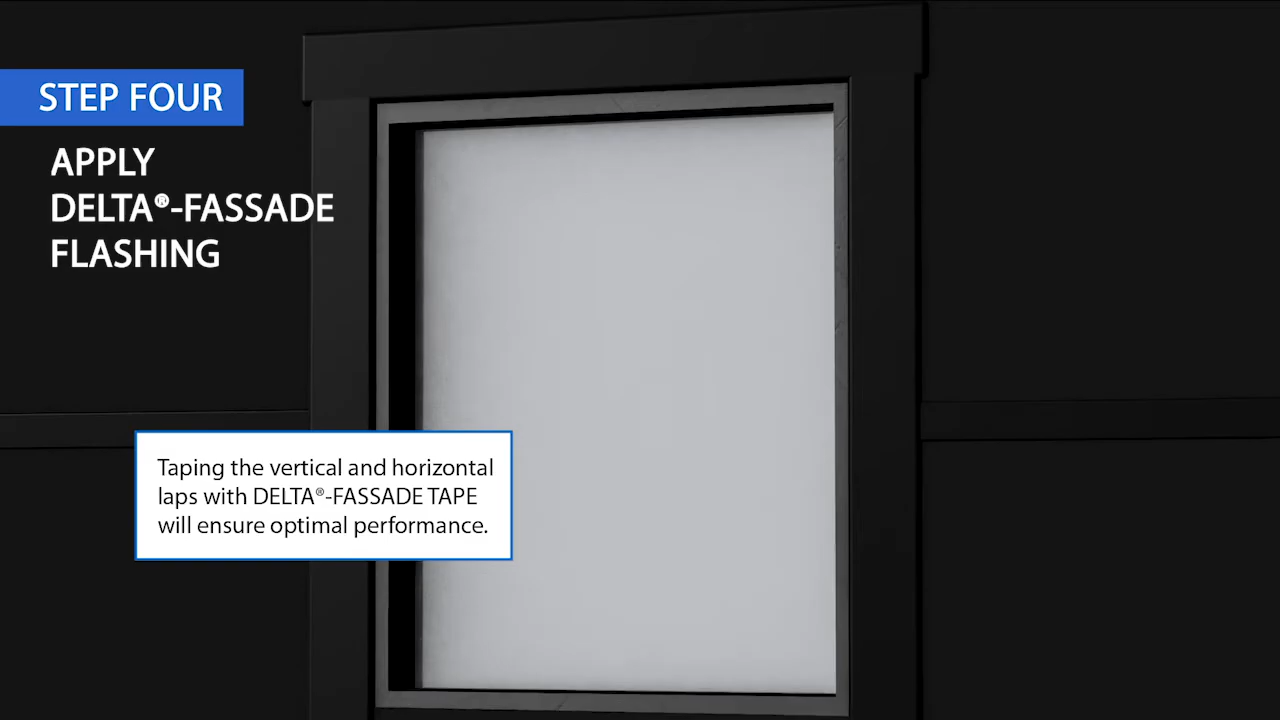 STEP FOUR
APPLY
DELTA®-FASSADE
FLASHING
Taping the vertical and horizontal
laps with DELTA®-FASSADE TAPE
will ensure optimal performance.